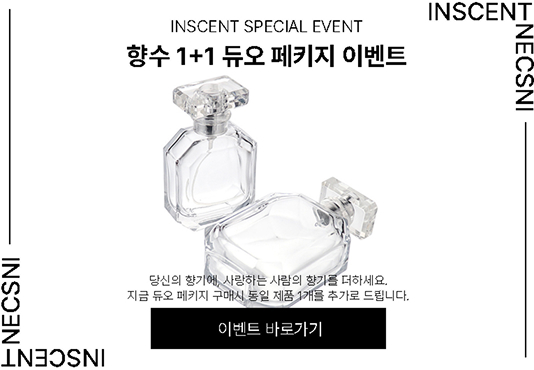 INSCENT SPECIAL EVENT
향수 1+1 듀오 페키지 이벤트
INSCENT
NECSNI
당신의 향기에, 사랑하는 사람의 향기를 더하세요.
지금 듀오 페키지 구매시 동일 제품 1개를 추가로 드립니다.
이벤트 바로가기
NECSNI
INSCENT